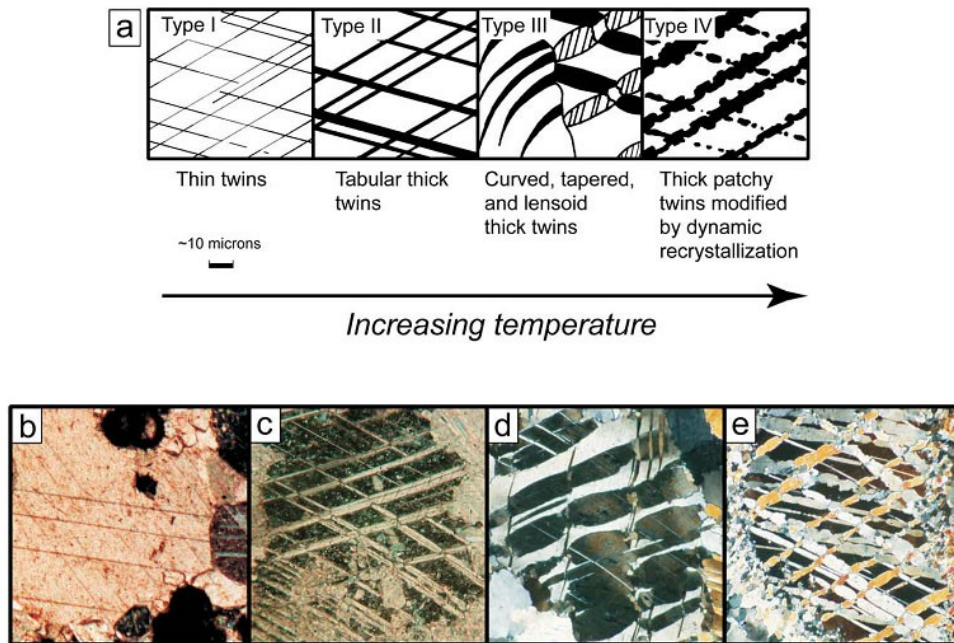 a
Type I
Type II
Type III
Type IV
Thin twins
Tabular thick
twins
Curved, tapered,
and lensoid
thick twins
Thick patchy
twins modified
by dynamic
recrystallization
~10 microns
Increasing temperature
b
c
d
e